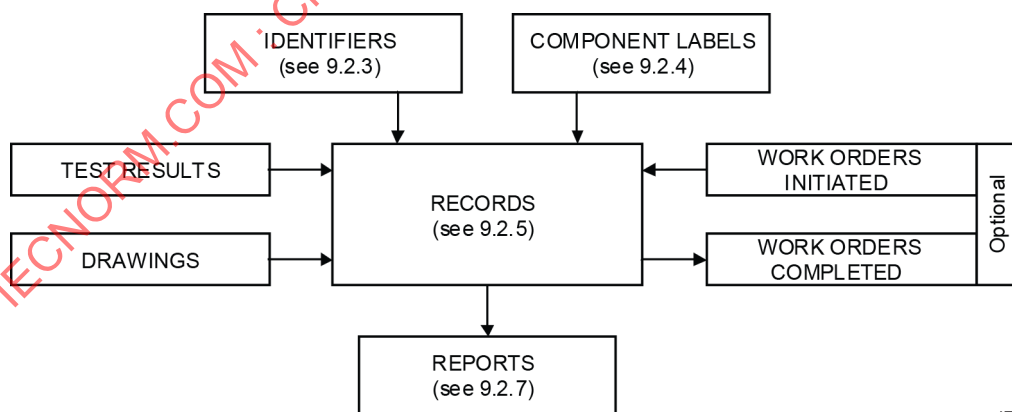 IDENTIFIERS
(see 9.2.3)
COMPONENT LABELS
(see 9.2.4)
TEST RESULTS
DRAWINGS
RECORDS
(see 9.2.5)
WORK ORDERS
INITIATED
WORK ORDERS
COMPLETED
Optional
REPORTS
(see 9.2.7)
IECNORM.COM :